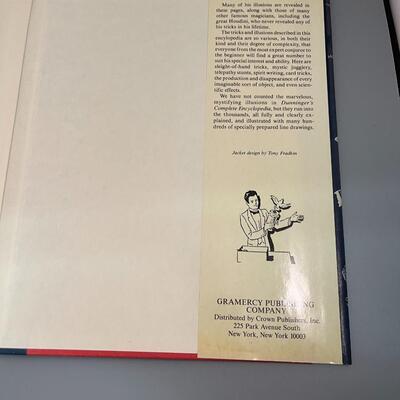 Many of his illusions are revealed in
these pages, along with those of many
other famous magicians, including the
great Houdini, who never revealed any of
his tricks in his lifetime.
The tricks and illusions described in this
encyclopedia are so various, in both their
kind and their degree of complexity, that
everyone from the most expert conjuror to
the beginner will find a great number to
suit his special interest and ability. Here are
sleight-of-hand tricks, mystic jugglery,
telepathy stunts, spirit writing, card tricks,
the production and disappearance of every
imaginable sort of object, and even scien-
tific effects.
We have not counted the marvelous,
mystifying illusions in Dunninger's
Complete Encyclopedia, but they run into
the thousands, all fully and clearly ex-
plained, and illustrated with many hun-
dreds of specially prepared line drawings.
Jacket design by Tony Fradkin
GRAMERCY PUBLISHING
COMPANY
Distributed by Crown Publishers, Inc.
225 Park Avenue South
New York, New York 10003